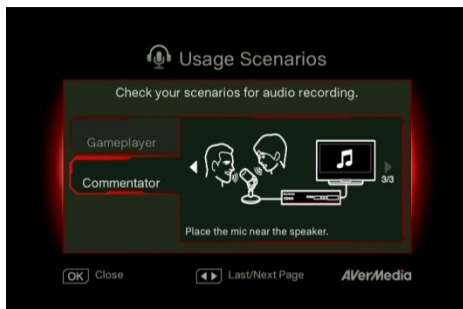 Usage Scenarios
Check your scenarios for audio recording.
Gameplayer
Commentator
3/3
Place the mic near the speaker.
OK Close
Last/Next Page
AVerMedia